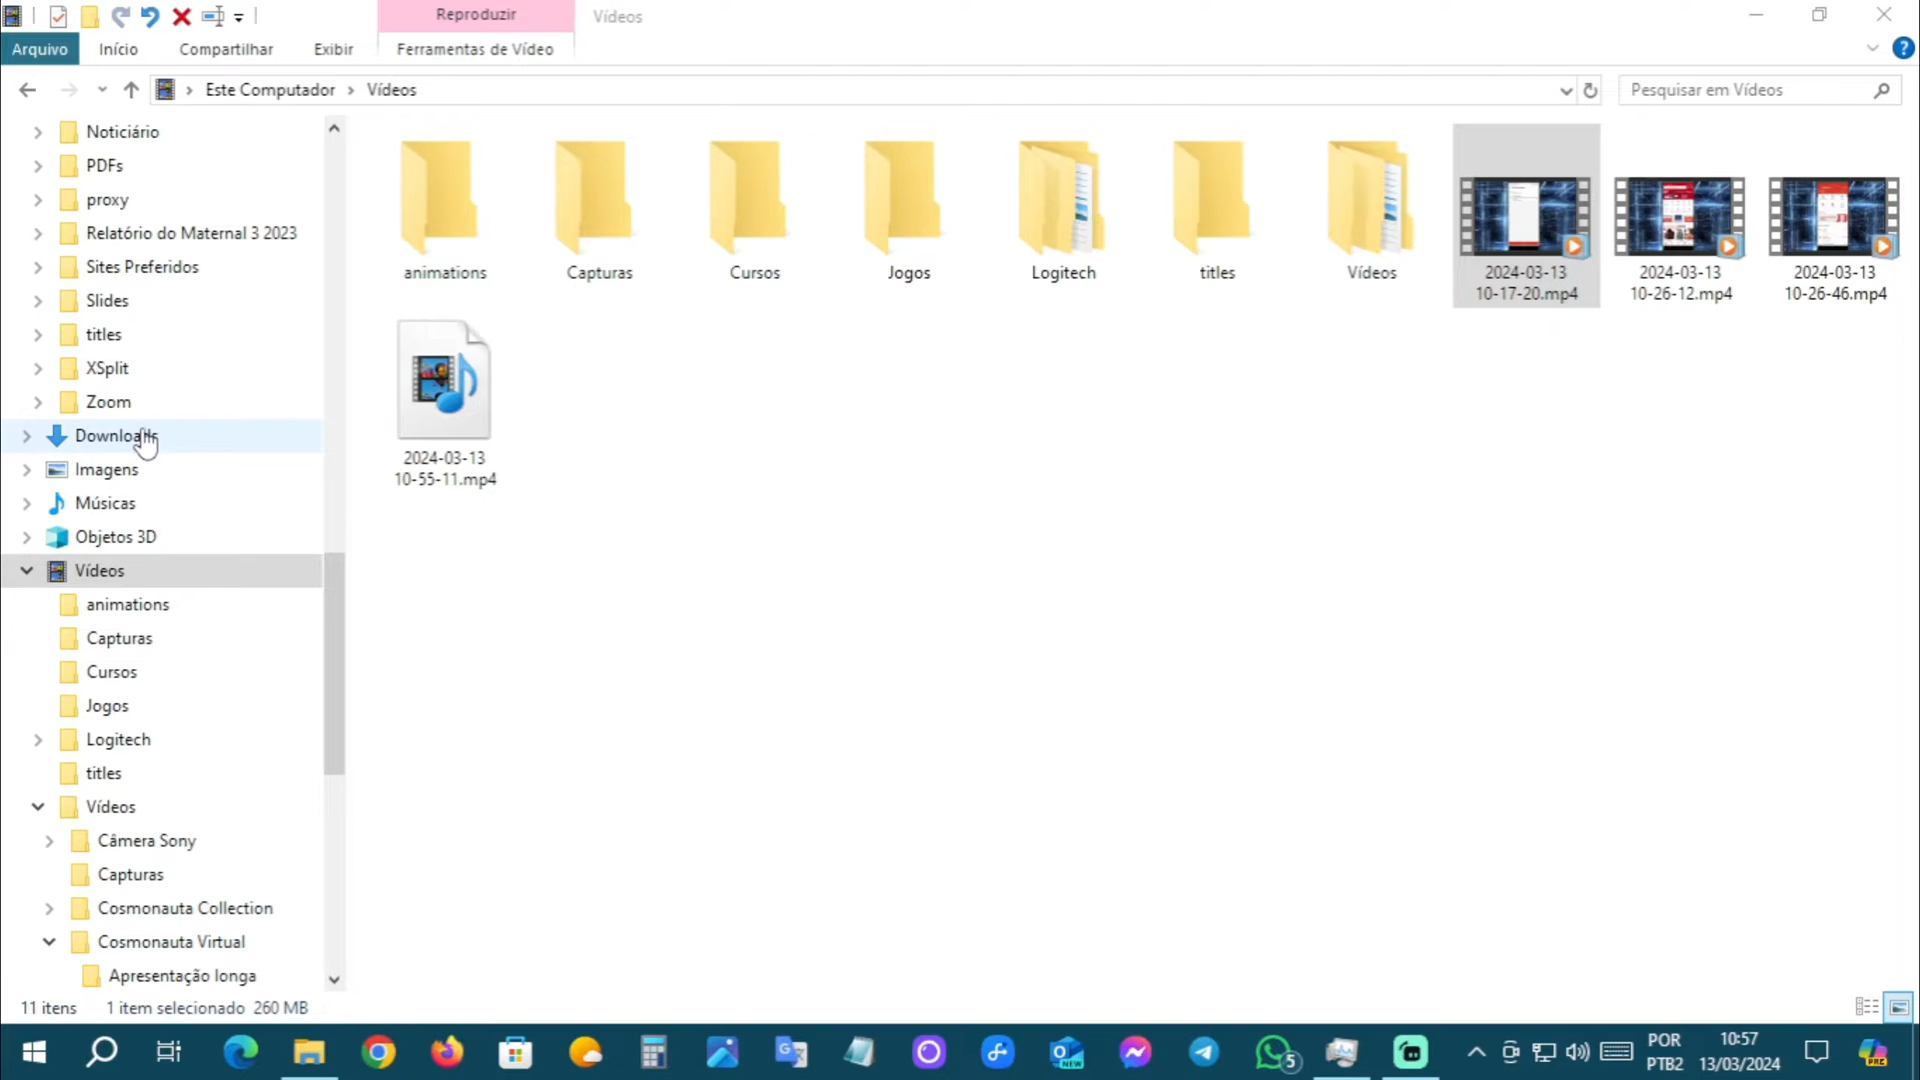 Reproduzir
Vídeos
Arquivo
Início
Compartilhar
Exibir
Ferramentas de Vídeo
Este Computador
Vídeos
Pesquisar em Vídeos
Noticiário
PDFs
proxy
Relatório do Maternal 3 2023
Sites Preferidos
Slides
titles
XSplit
Zoom
Downloads
Imagens
Músicas
Objetos 3D
Vídeos
animations
Capturas
Cursos
Jogos
Logitech
titles
Vídeos
Câmera Sony
Capturas
Cosmonauta Collection
Cosmonauta Virtual
Apresentação longa
animations
Capturas
Cursos
Jogos
Logitech
titles
Vídeos
2024-03-13
10-17-20.mp4
2024-03-13
10-26-12.mp4
2024-03-13
10-26-46.mp4
2024-03-13
10-55-11.mp4
11 itens
1 item selecionado 260 MB
5
POR
PTB2
10:57
13/03/2024
PRE
NEW